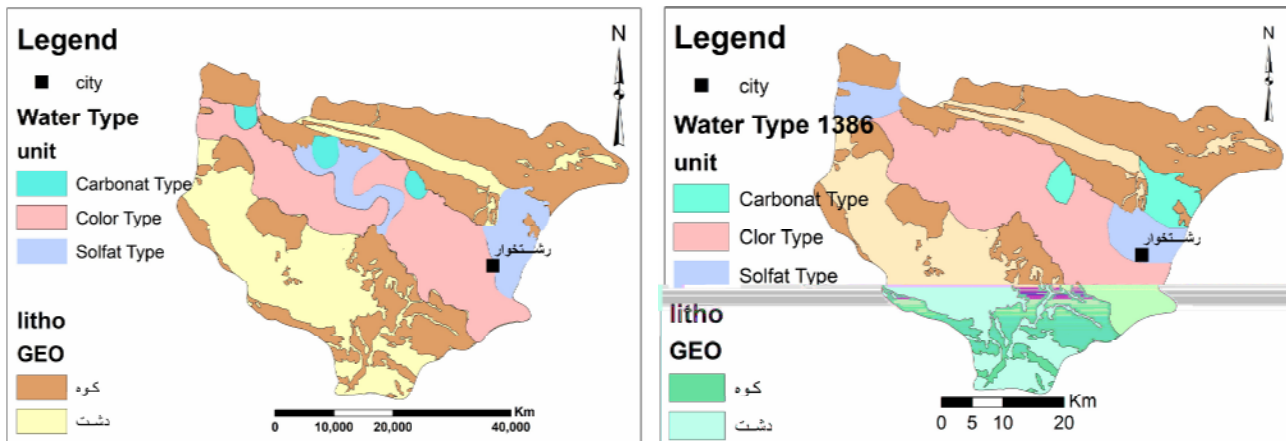 Legend
N
city
Water Type
unit
Carbonat Type
Color Type
Solfat Type
رشتخوار
litho
GEO
کوه
دشت
Km
0 10,000 20,000 40,000
Legend
N
city
Water Type 1386
unit
Carbonat Type
Clor Type
Solfat Type
رشتخوار
litho
GEO
کوه
دشت
Km
0 5 10 20